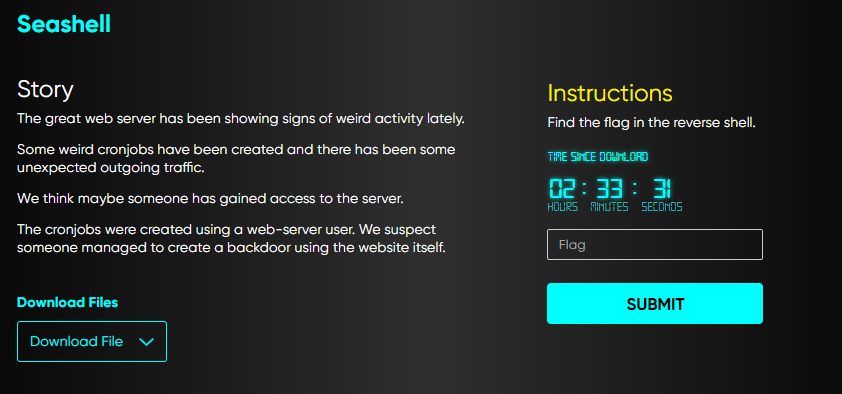 Seashell
Story
The great web server has been showing signs of weird activity lately.
Some weird cronjobs have been created and there has been some
unexpected outgoing traffic.
We think maybe someone has gained access to the server.
The cronjobs were created using a web-server user. We suspect
someone managed to create a backdoor using the website itself.
Download Files
Download File
Instructions
Find the flag in the reverse shell.
TIME SINCE DOWNLOAD
02 : 33 : 31
HOURS MINUTES SECONDS
Flag
SUBMIT